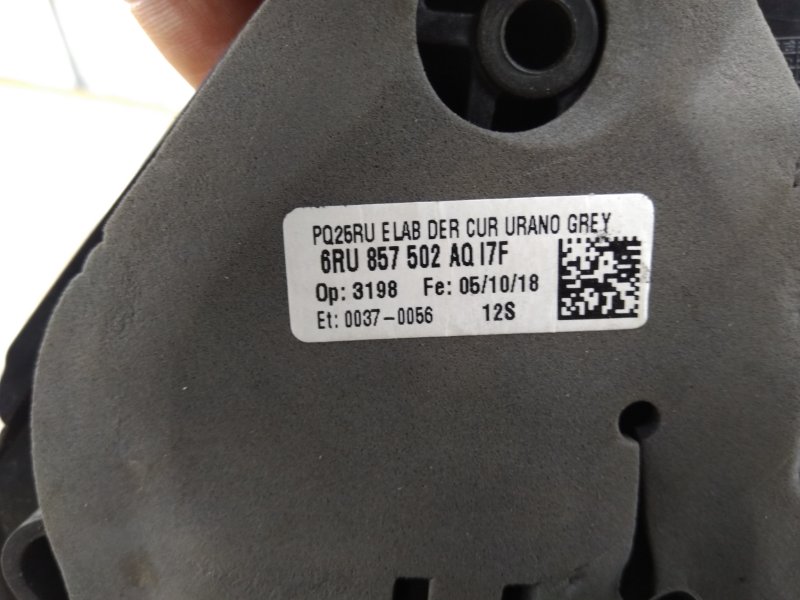 PQ25RU ELAB DER CUR URANO GREY
6RU 857 502 AQ I7F
Op: 3198 Fe: 05/10/18
Et: 0037-0056 12S